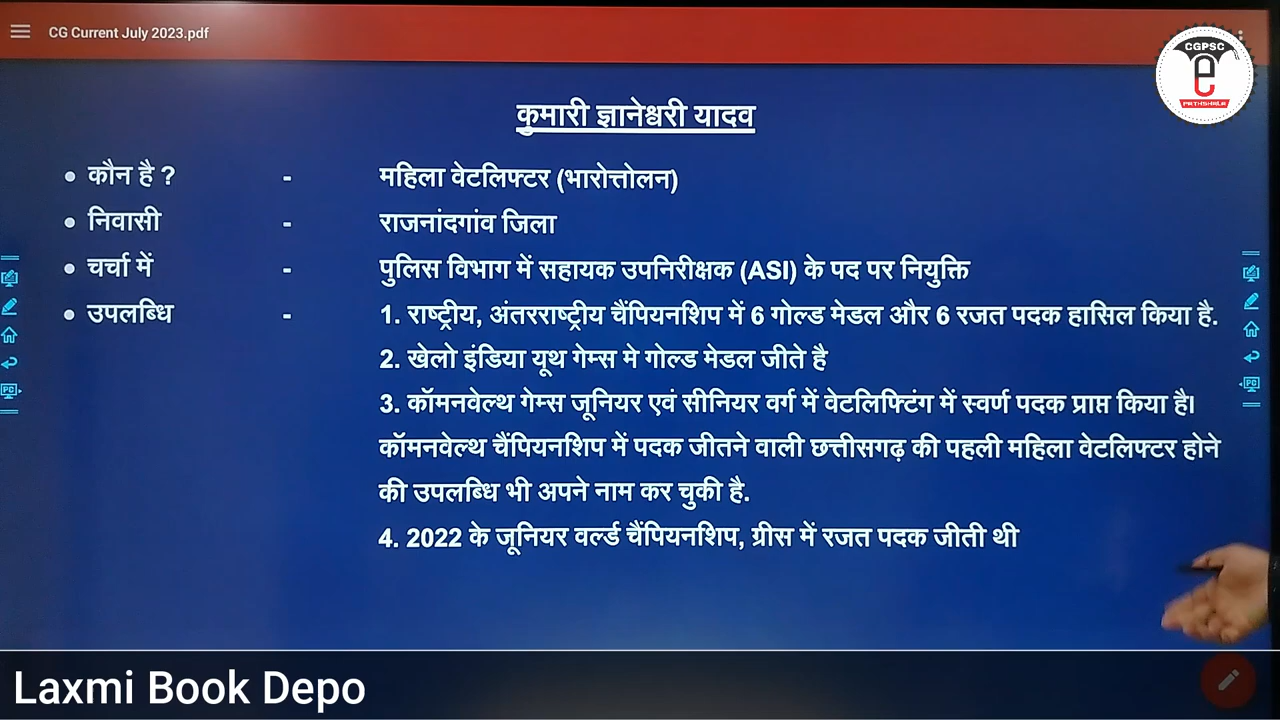 CG Current July 2023.pdf
CGPSC
e
PATHSHALA
कुमारी ज्ञानेश्वरी यादव
• कौन है ? - महिला वेटलिफ्टर (भारोत्तोलन)
• निवासी - राजनांदगांव जिला
• चर्चा में - पुलिस विभाग में सहायक उपनिरीक्षक (ASI) के पद पर नियुक्ति
• उपलब्धि - 1. राष्ट्रीय, अंतरराष्ट्रीय चैंपियनशिप में 6 गोल्ड मेडल और 6 रजत पदक हासिल किया है.
2. खेलो इंडिया यूथ गेम्स मे गोल्ड मेडल जीते है
3. कॉमनवेल्थ गेम्स जूनियर एवं सीनियर वर्ग में वेटलिफ्टिंग में स्वर्ण पदक प्राप्त किया है।
कॉमनवेल्थ चैंपियनशिप में पदक जीतने वाली छत्तीसगढ़ की पहली महिला वेटलिफ्टर होने
की उपलब्धि भी अपने नाम कर चुकी है.
4. 2022 के जूनियर वर्ल्ड चैंपियनशिप, ग्रीस में रजत पदक जीती थी
PC
PC
Laxmi Book Depo